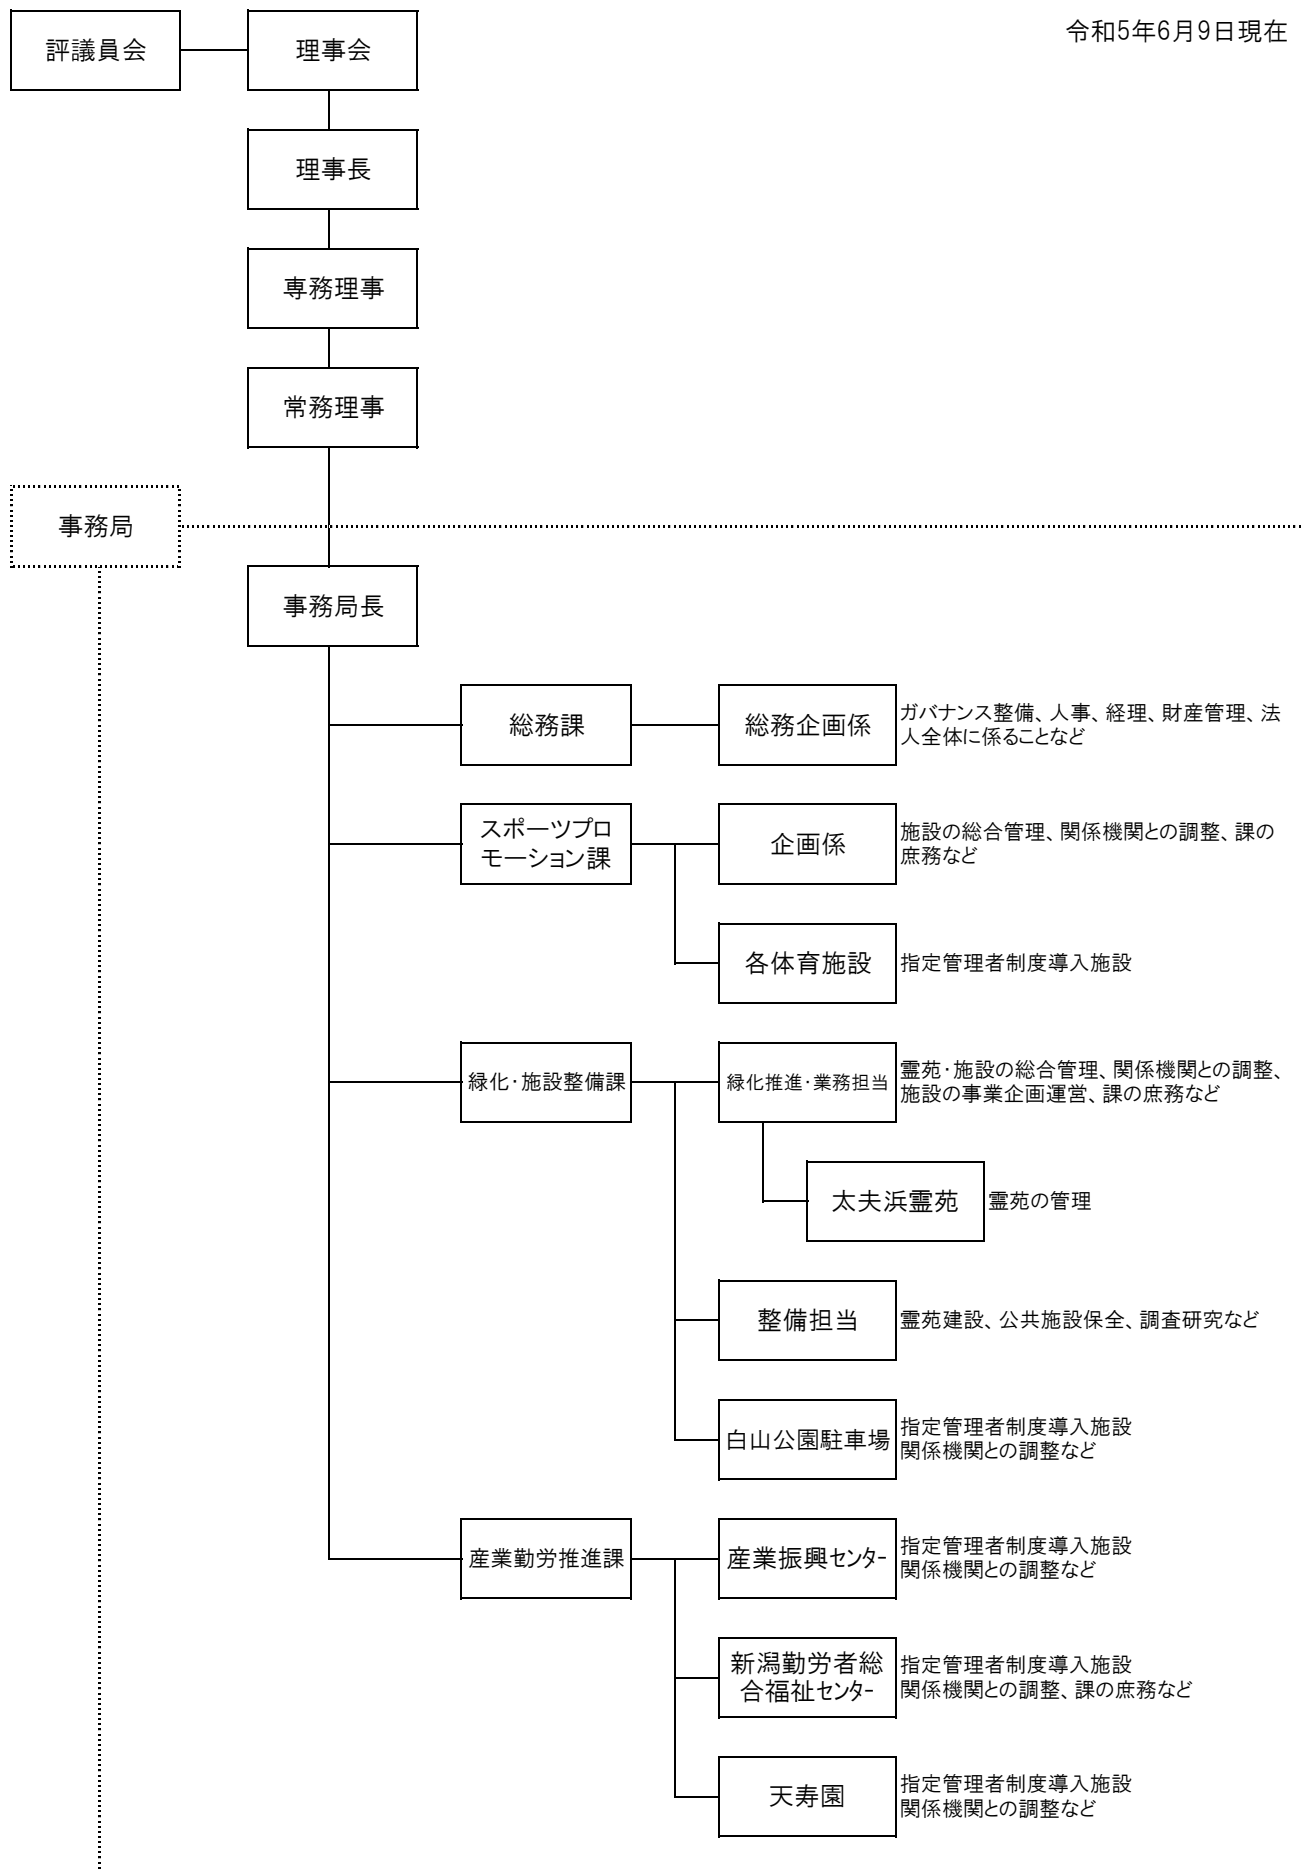 令和5年6月9日現在
評議員会
理事会
理事長
専務理事
常務理事
事務局
事務局長
総務課
総務企画係
ガバナンス整備、人事、経理、財産管理、法
人全体に係ることなど
スポーツプロ
モーション課
企画係
施設の総合管理、関係機関との調整、課の
庶務など
各体育施設
指定管理者制度導入施設
緑化・施設整備課
緑化推進・業務担当
霊苑・施設の総合管理、関係機関との調整、
施設の事業企画運営、課の庶務など
太夫浜霊苑
霊苑の管理
整備担当
霊苑建設、公共施設保全、調査研究など
白山公園駐車場
指定管理者制度導入施設
関係機関との調整など
産業勤労推進課
産業振興センター
指定管理者制度導入施設
関係機関との調整など
新潟勤労者総
合福祉センター
指定管理者制度導入施設
関係機関との調整、課の庶務など
天寿園
指定管理者制度導入施設
関係機関との調整など